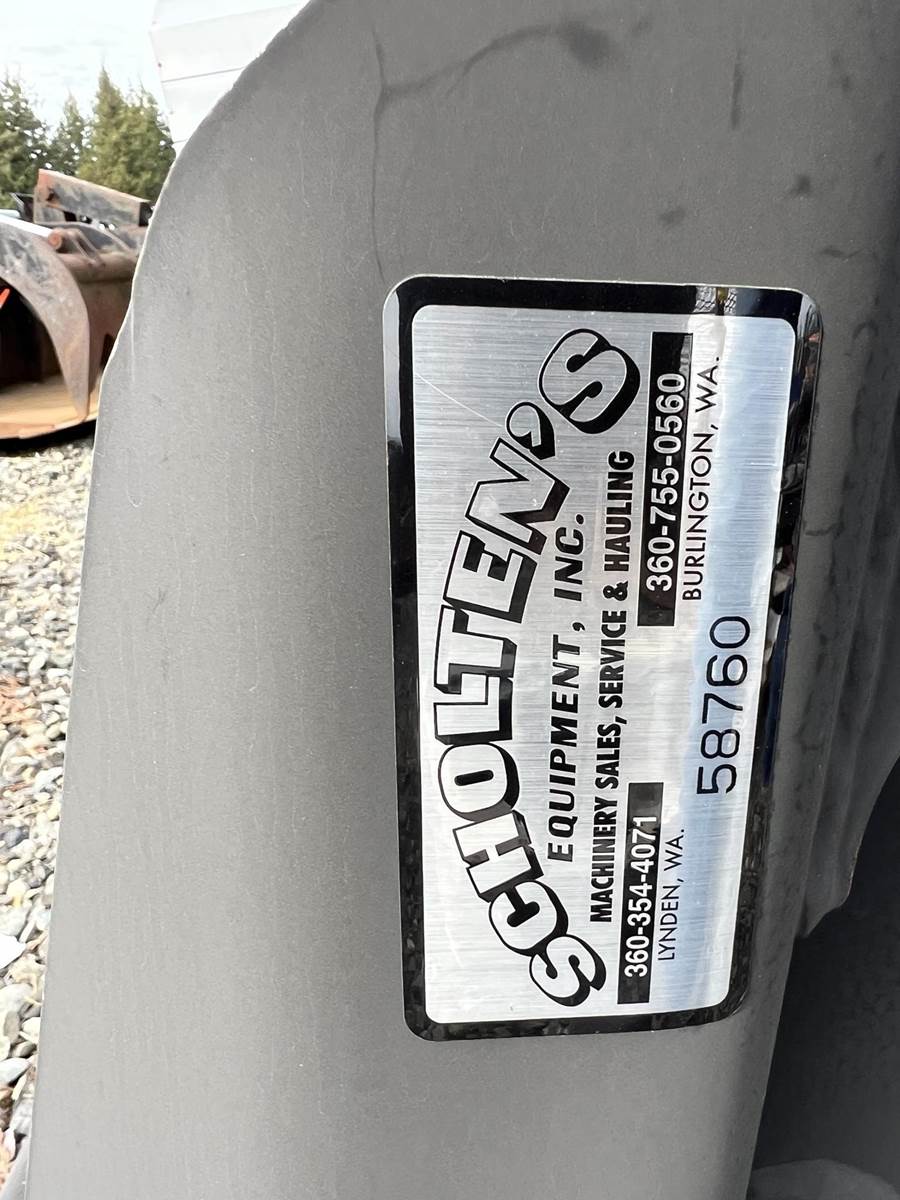 SCHOLTEN'S
EQUIPMENT, INC.
MACHINERY SALES, SERVICE & HAULING
360-354-4071
LYNDEN, WA.
360-755-0560
BURLINGTON, WA.
58760